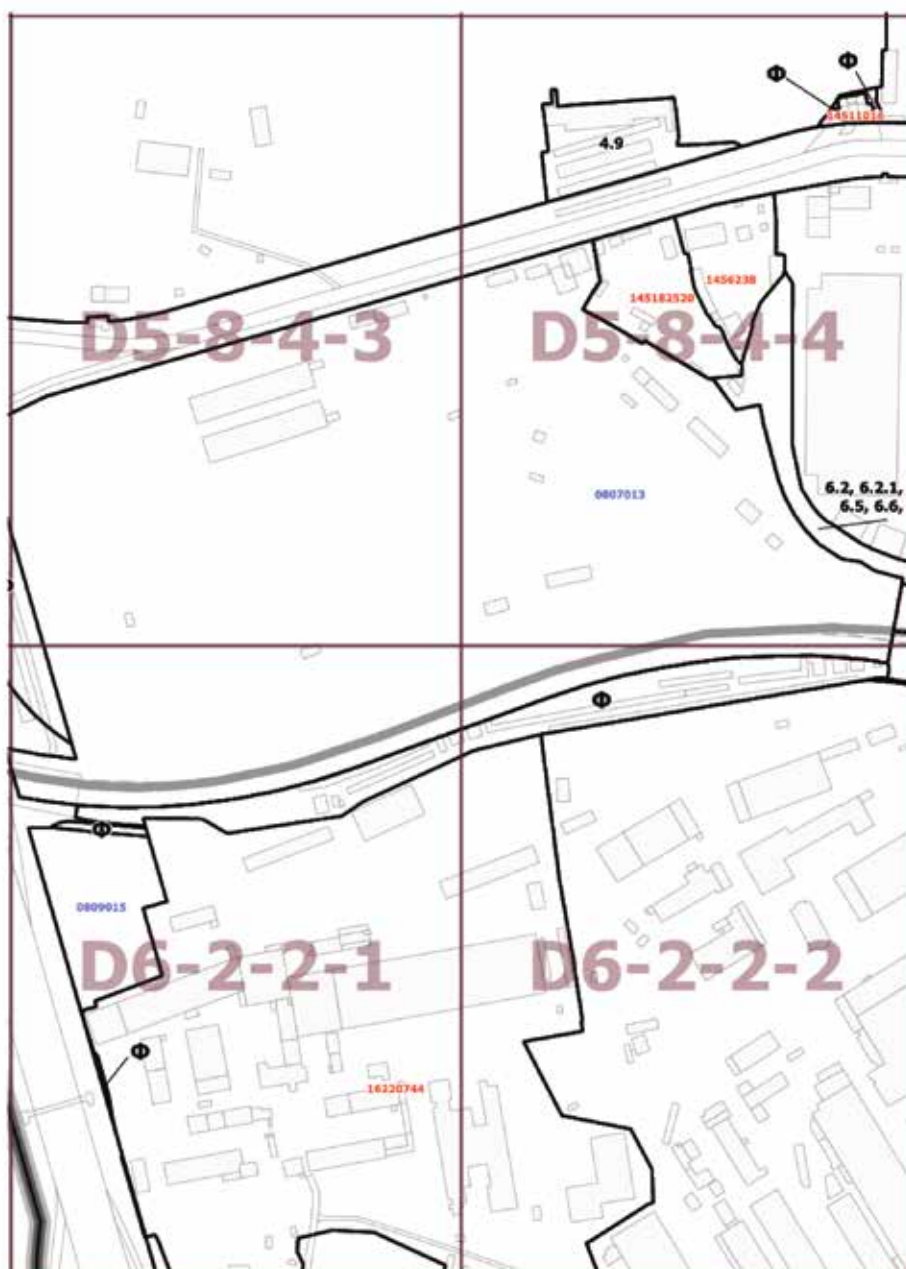 Ф Ф
14511016
4.9
1456238
145182520
D5-8-4-3 D5-8-4-4
6.2, 6.2.1,
6.5, 6.6,
0807013
Ф
Ф
0809015
D6-2-2-1 D6-2-2-2
Ф
16220744